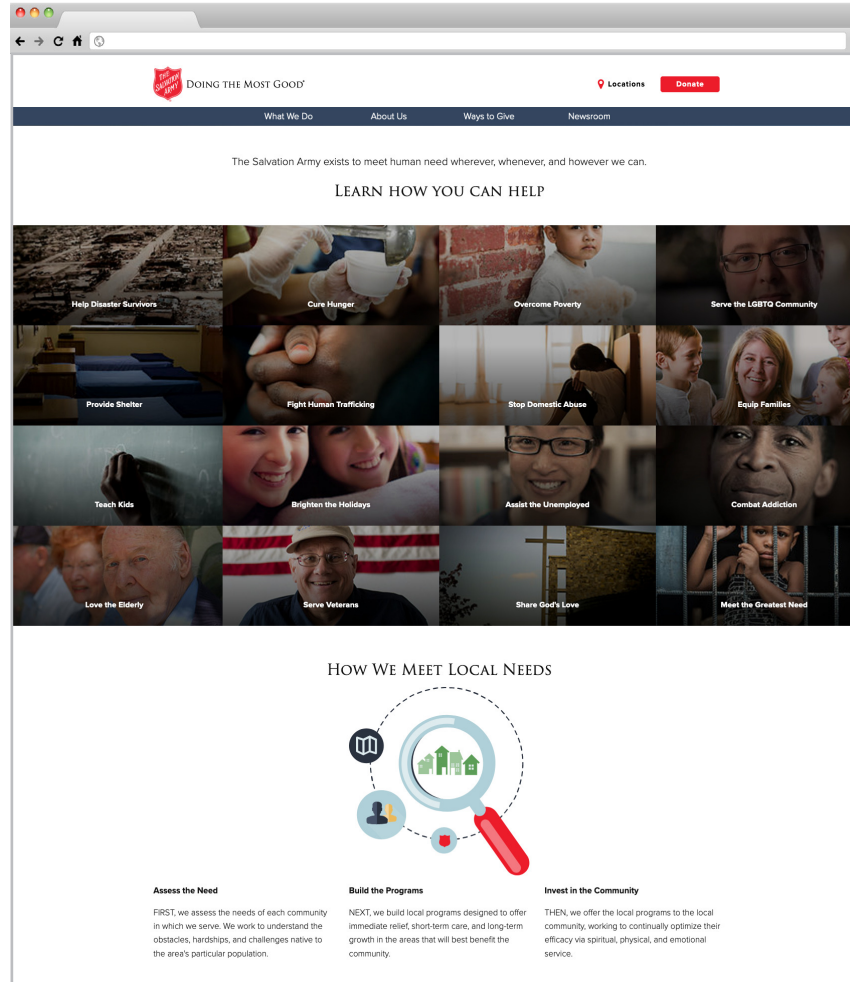 THE
SALVATION
ARMY
DOING THE MOST GOOD®
Locations
Donate
What We Do
About Us
Ways to Give
Newsroom
The Salvation Army exists to meet human need wherever, whenever, and however we can.
LEARN HOW YOU CAN HELP
Help Disaster Survivors
Cure Hunger
Overcome Poverty
Serve the LGBTQ Community
Provide Shelter
Fight Human Trafficking
Stop Domestic Abuse
Equip Families
Teach Kids
Brighten the Holidays
Assist the Unemployed
Combat Addiction
Love the Elderly
Serve Veterans
Share God's Love
Meet the Greatest Need
HOW WE MEET LOCAL NEEDS
Assess the Need
FIRST, we assess the needs of each community
in which we serve. We work to understand the
obstacles, hardships, and challenges native to
the area's particular population.
Build the Programs
NEXT, we build local programs designed to offer
immediate relief, short-term care, and long-term
growth in the areas that will best benefit the
community.
Invest in the Community
THEN, we offer the local programs to the local
community, working to continually optimize their
efficacy via spiritual, physical, and emotional
service.